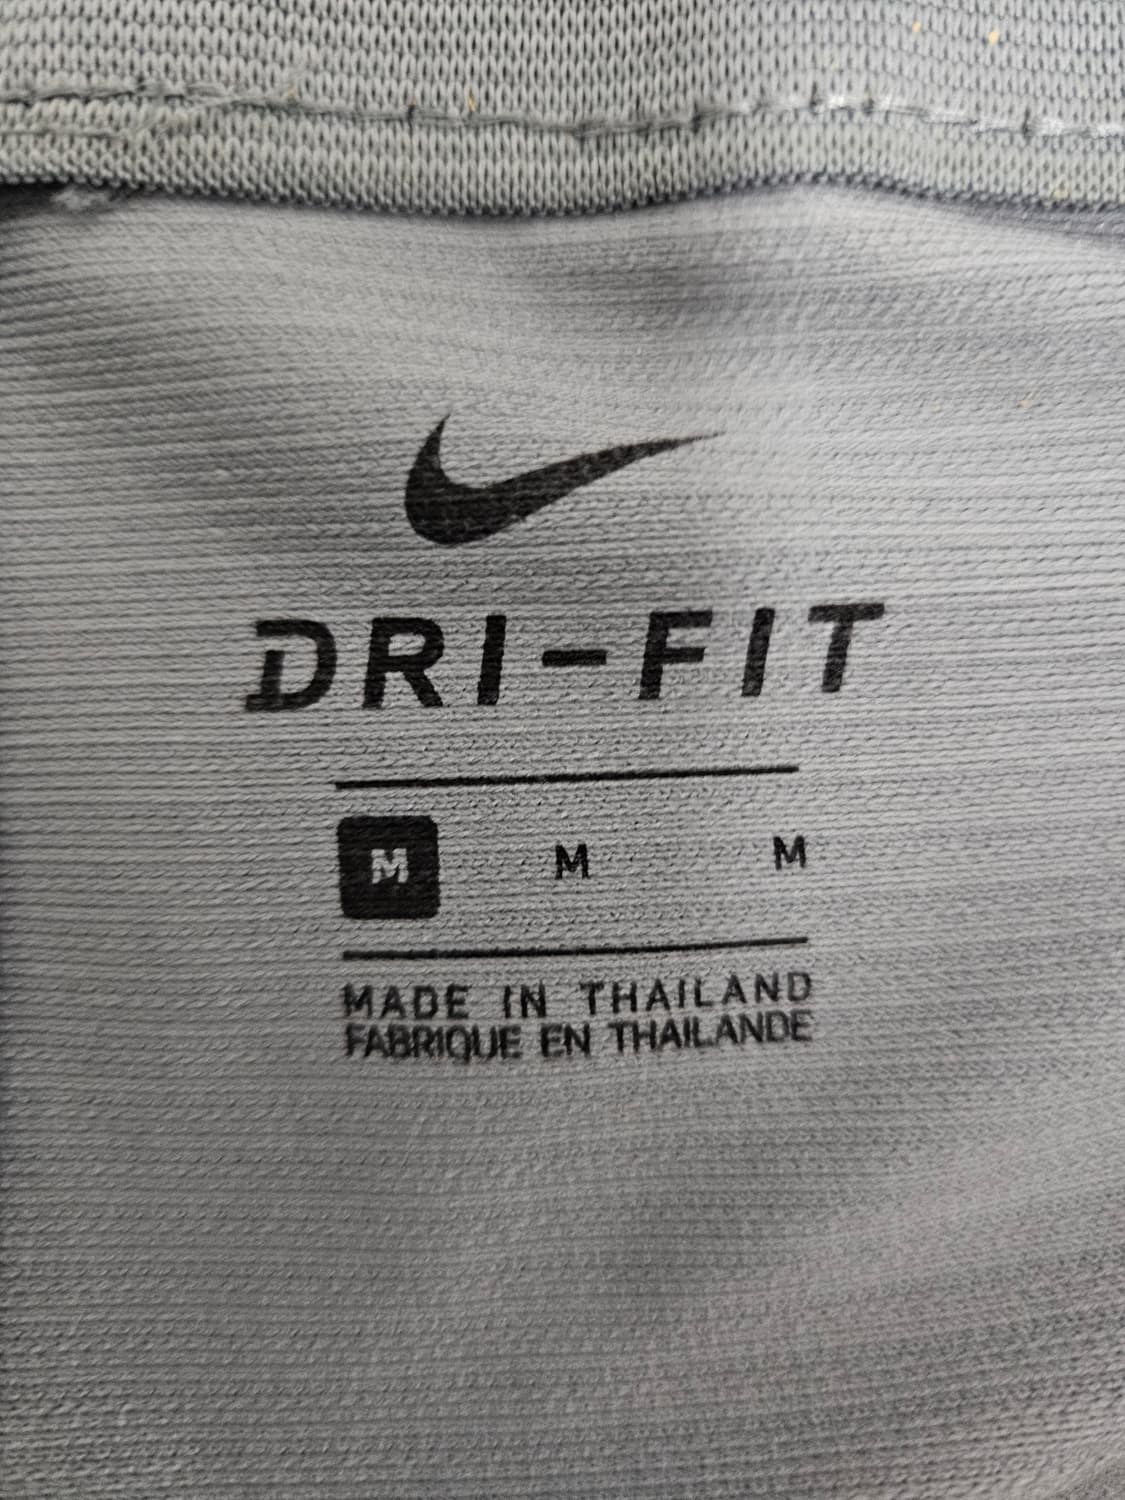 DRI-FIT
M M M
MADE IN THAILAND
FABRIQUE EN THAILANDE